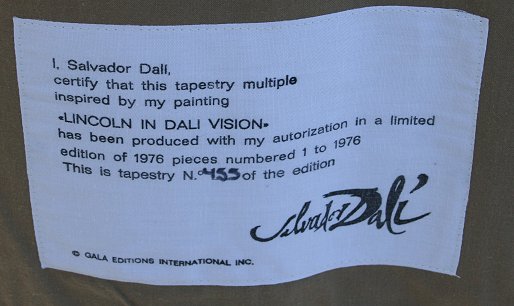 I, Salvador Dalí,
certify that this tapestry multiple
inspired by my painting
«LINCOLN IN DALI VISION»
has been produced with my autorization in a limited
edition of 1976 pieces numbered 1 to 1976
This is tapestry N.º 455 of the edition
Salvador Dalí
© GALA EDITIONS INTERNATIONAL INC.